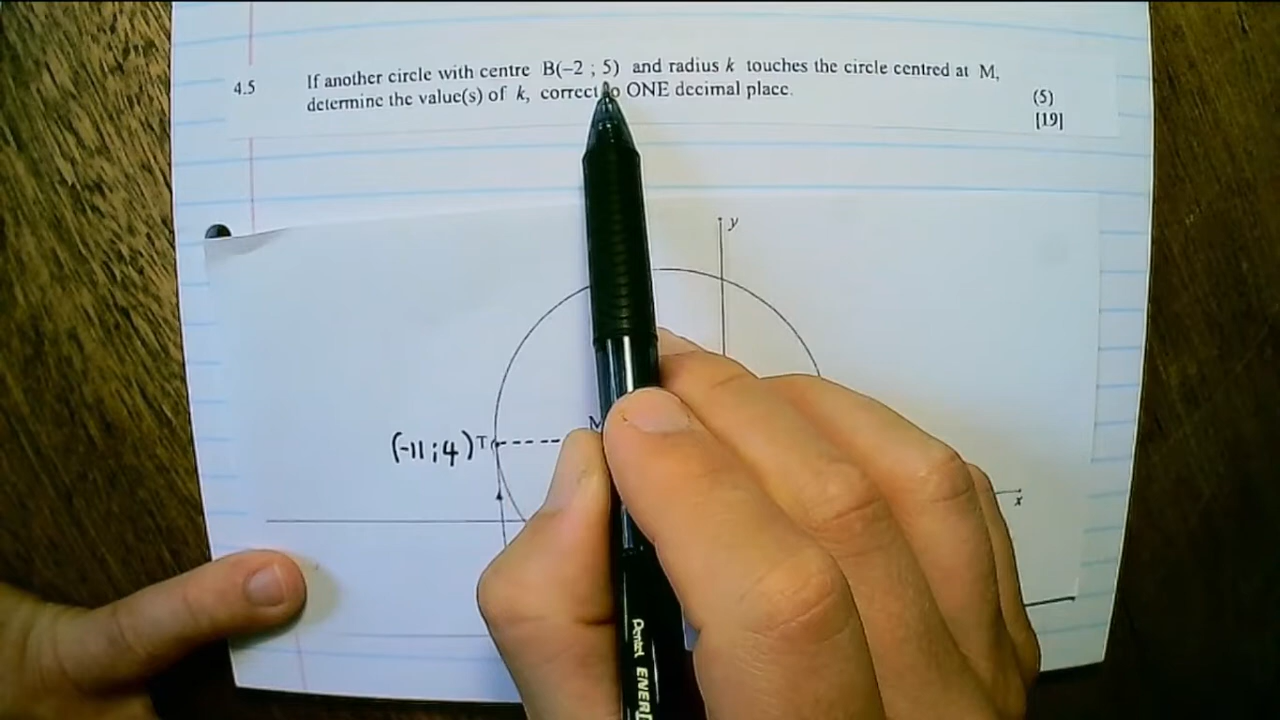 4.5 If another circle with centre B(–2 ; 5) and radius k touches the circle centred at M,
determine the value(s) of k, correct to ONE decimal place.
(5)
[19]
y
M
(-11;4) T
x
Pentel ENER